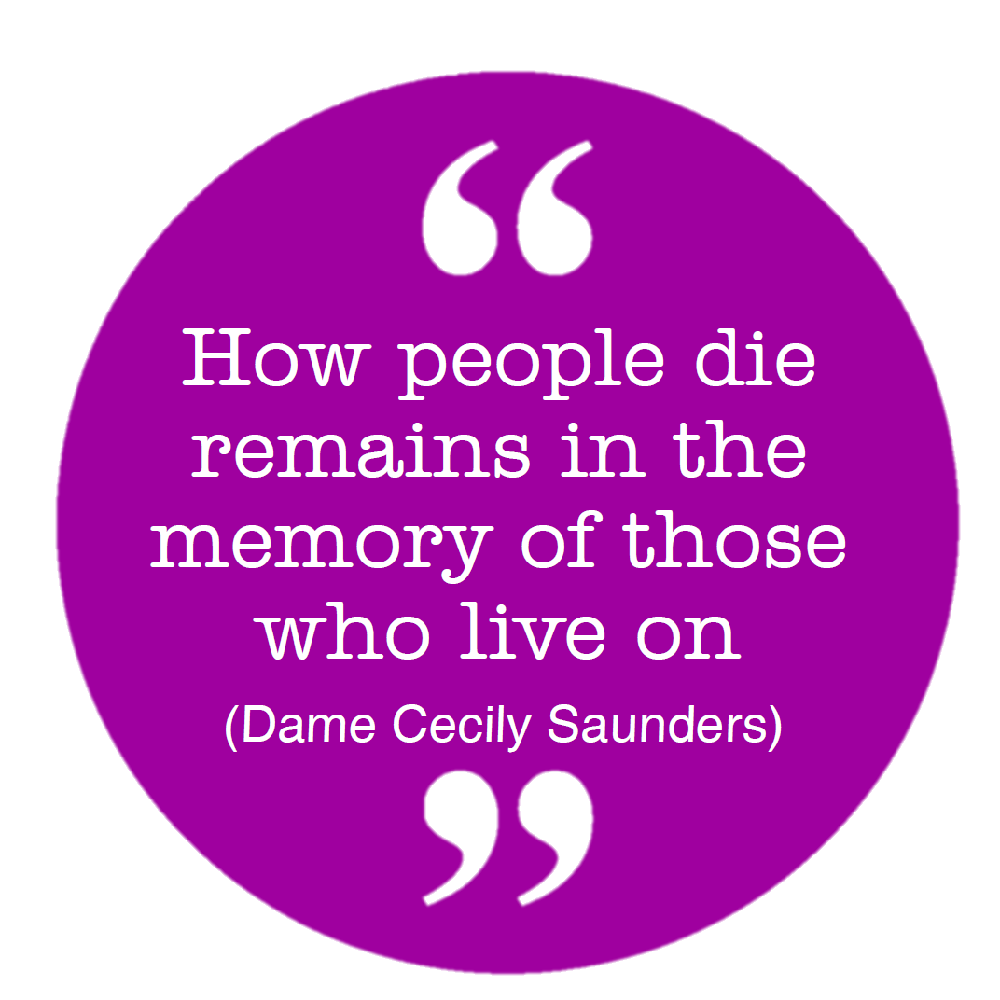 “
How people die
remains in the
memory of those
who live on
(Dame Cecily Saunders)
”